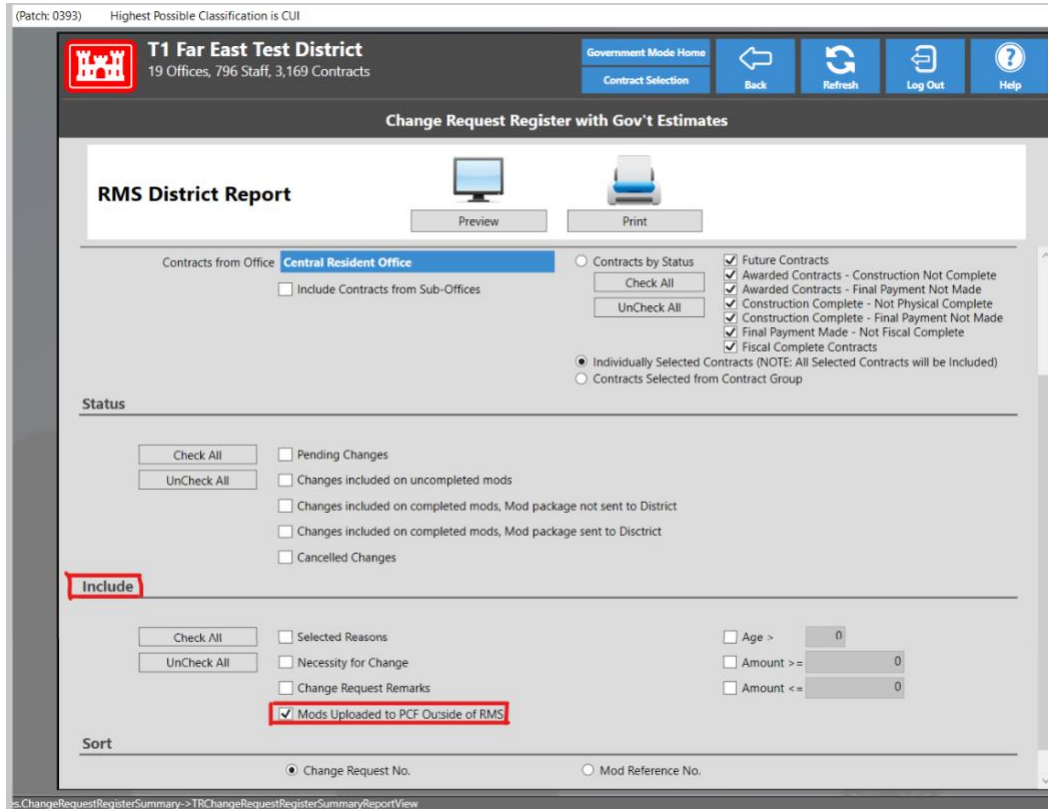 (Patch: 0393) Highest Possible Classification is CUI
T1 Far East Test District
19 Offices, 796 Staff, 3,169 Contracts
Government Mode Home
Contract Selection
Back
Refresh
Log Out
Help
Change Request Register with Gov't Estimates
RMS District Report
Preview
Print
Contracts from Office Central Resident Office
Include Contracts from Sub-Offices
Contracts by Status
Check All
UnCheck All
Future Contracts
Awarded Contracts - Construction Not Complete
Awarded Contracts - Final Payment Not Made
Construction Complete - Not Physical Complete
Construction Complete - Final Payment Not Made
Final Payment Made - Not Fiscal Complete
Fiscal Complete Contracts
Individually Selected Contracts (NOTE: All Selected Contracts will be Included)
Contracts Selected from Contract Group
Status
Check All
UnCheck All
Pending Changes
Changes included on uncompleted mods
Changes included on completed mods, Mod package not sent to District
Changes included on completed mods, Mod package sent to Disctrict
Cancelled Changes
Include
Check All
UnCheck All
Selected Reasons
Necessity for Change
Change Request Remarks
Mods Uploaded to PCF Outside of RMS
Age > 0
Amount >= 0
Amount <= 0
Sort
Change Request No.
Mod Reference No.
s.ChangeRequestRegisterSummary->TRChangeRequestRegisterSummaryReportView